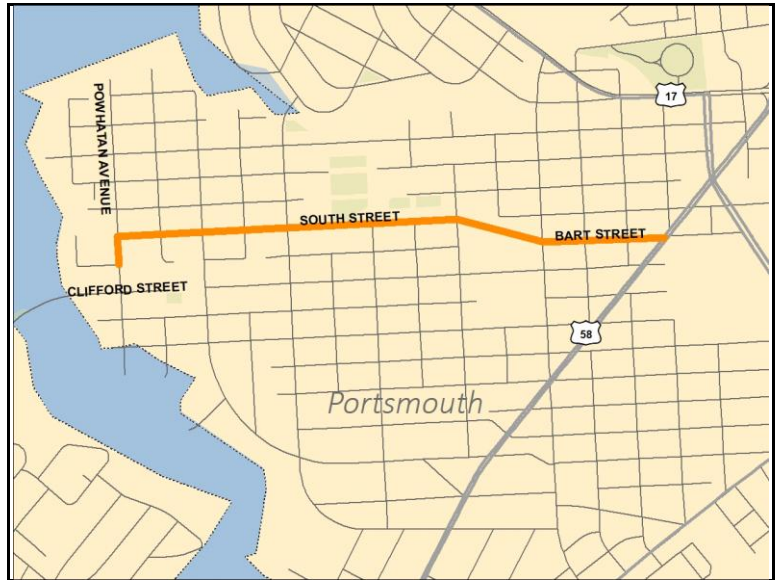 POWHATAN AVENUE
17
SOUTH STREET
BART STREET
CLIFFORD STREET
58
Portsmouth